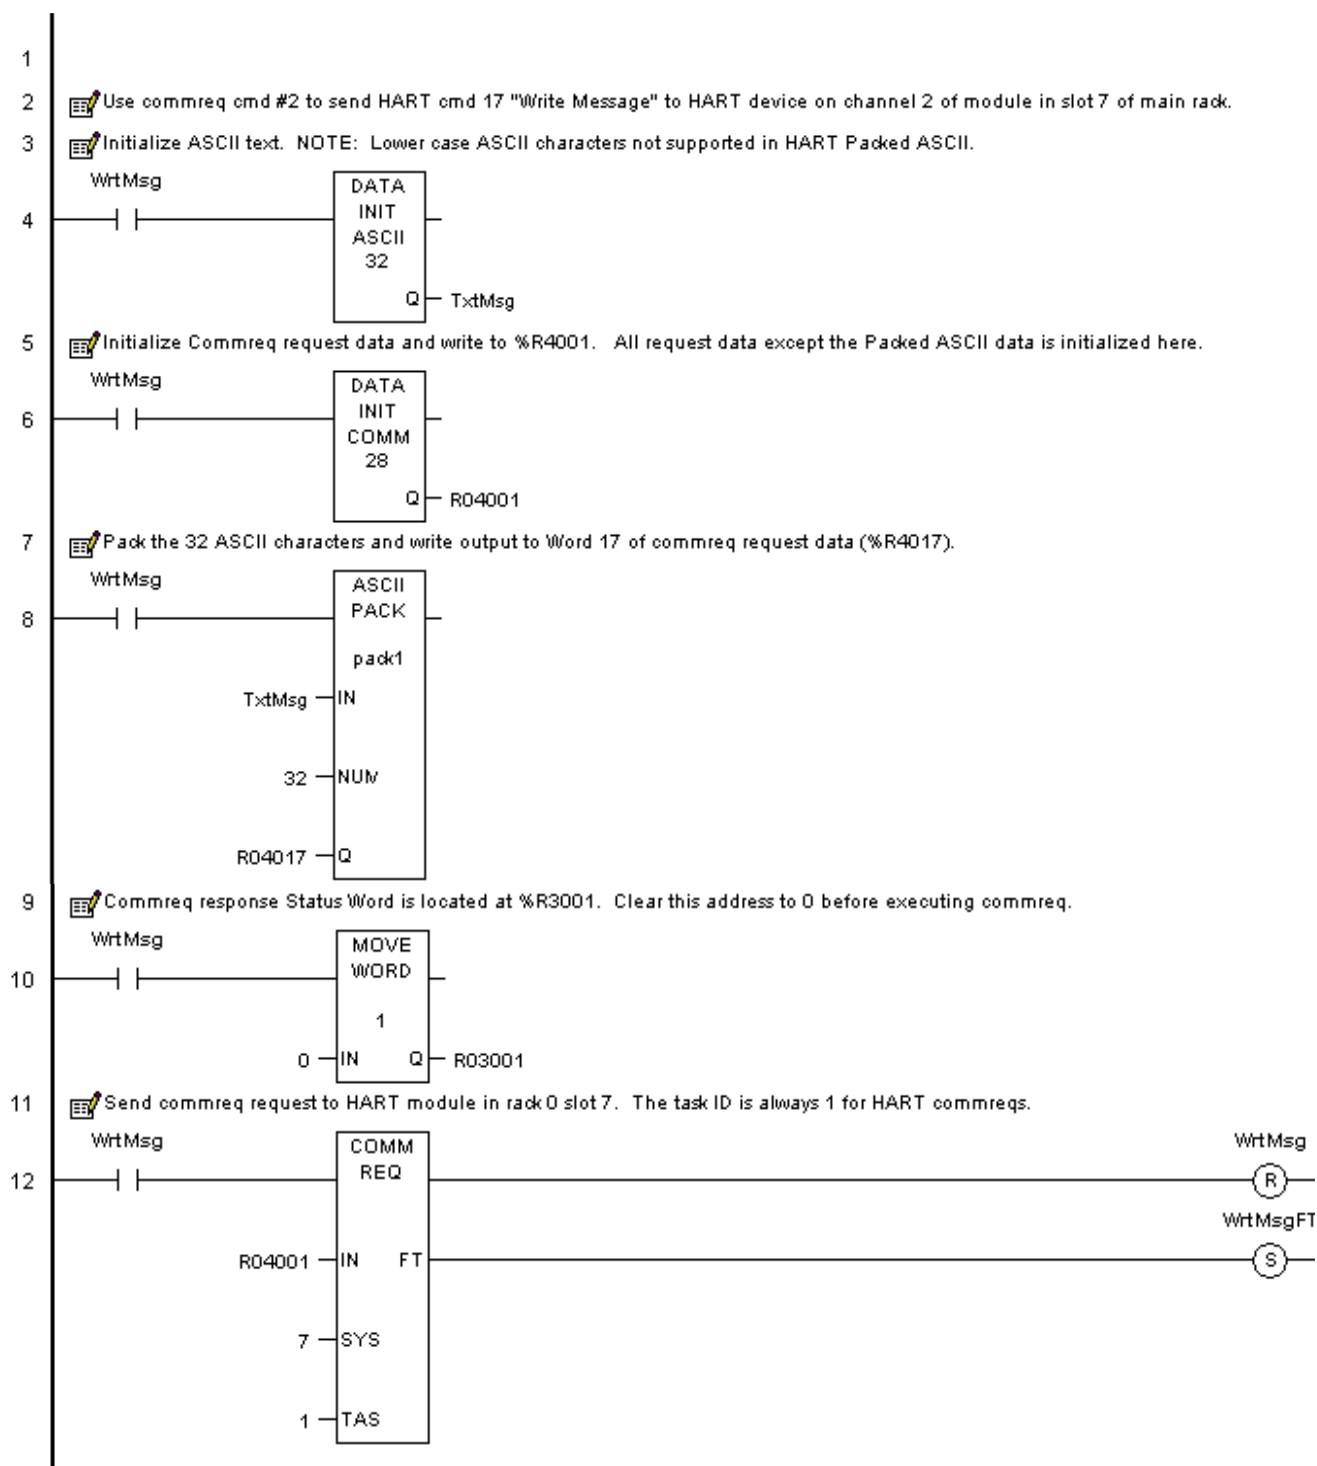 1
2 Use commreq cmd #2 to send HART cmd 17 "Write Message" to HART device on channel 2 of module in slot 7 of main rack.
3 Initialize ASCII text. NOTE: Lower case ASCII characters not supported in HART Packed ASCII.
WrtMsg
DATA
INIT
4
ASCII
32
Q TxtMsg
5 Initialize Commreq request data and write to %R4001. All request data except the Packed ASCII data is initialized here.
WrtMsg
DATA
INIT
6
COMM
28
Q R04001
7 Pack the 32 ASCII characters and write output to Word 17 of commreq request data (%R4017).
WrtMsg
ASCII
PACK
8
pack1
TxtMsg IN
32 NUM
R04017 Q
9 Commreq response Status Word is located at %R3001. Clear this address to 0 before executing commreq.
WrtMsg
MOVE
WORD
10
1
0 IN Q R03001
11 Send commreq request to HART module in rack 0 slot 7. The task ID is always 1 for HART commreqs.
WrtMsg
COMM
WrtMsg
REQ
12
R
WrtMsgFT
R04001 IN FT
S
7 SYS
1 TAS